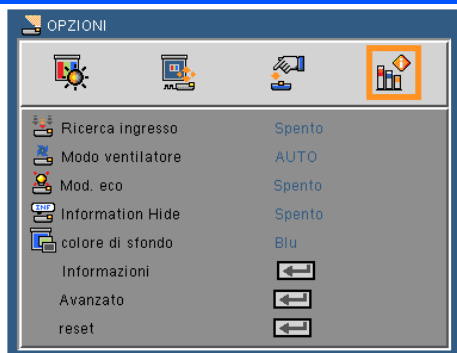 OPZIONI
Ricerca ingresso Spento
Modo ventilatore AUTO
Mod. eco Spento
INF Information Hide Spento
colore di sfondo Blu
Informazioni
Avanzato
reset